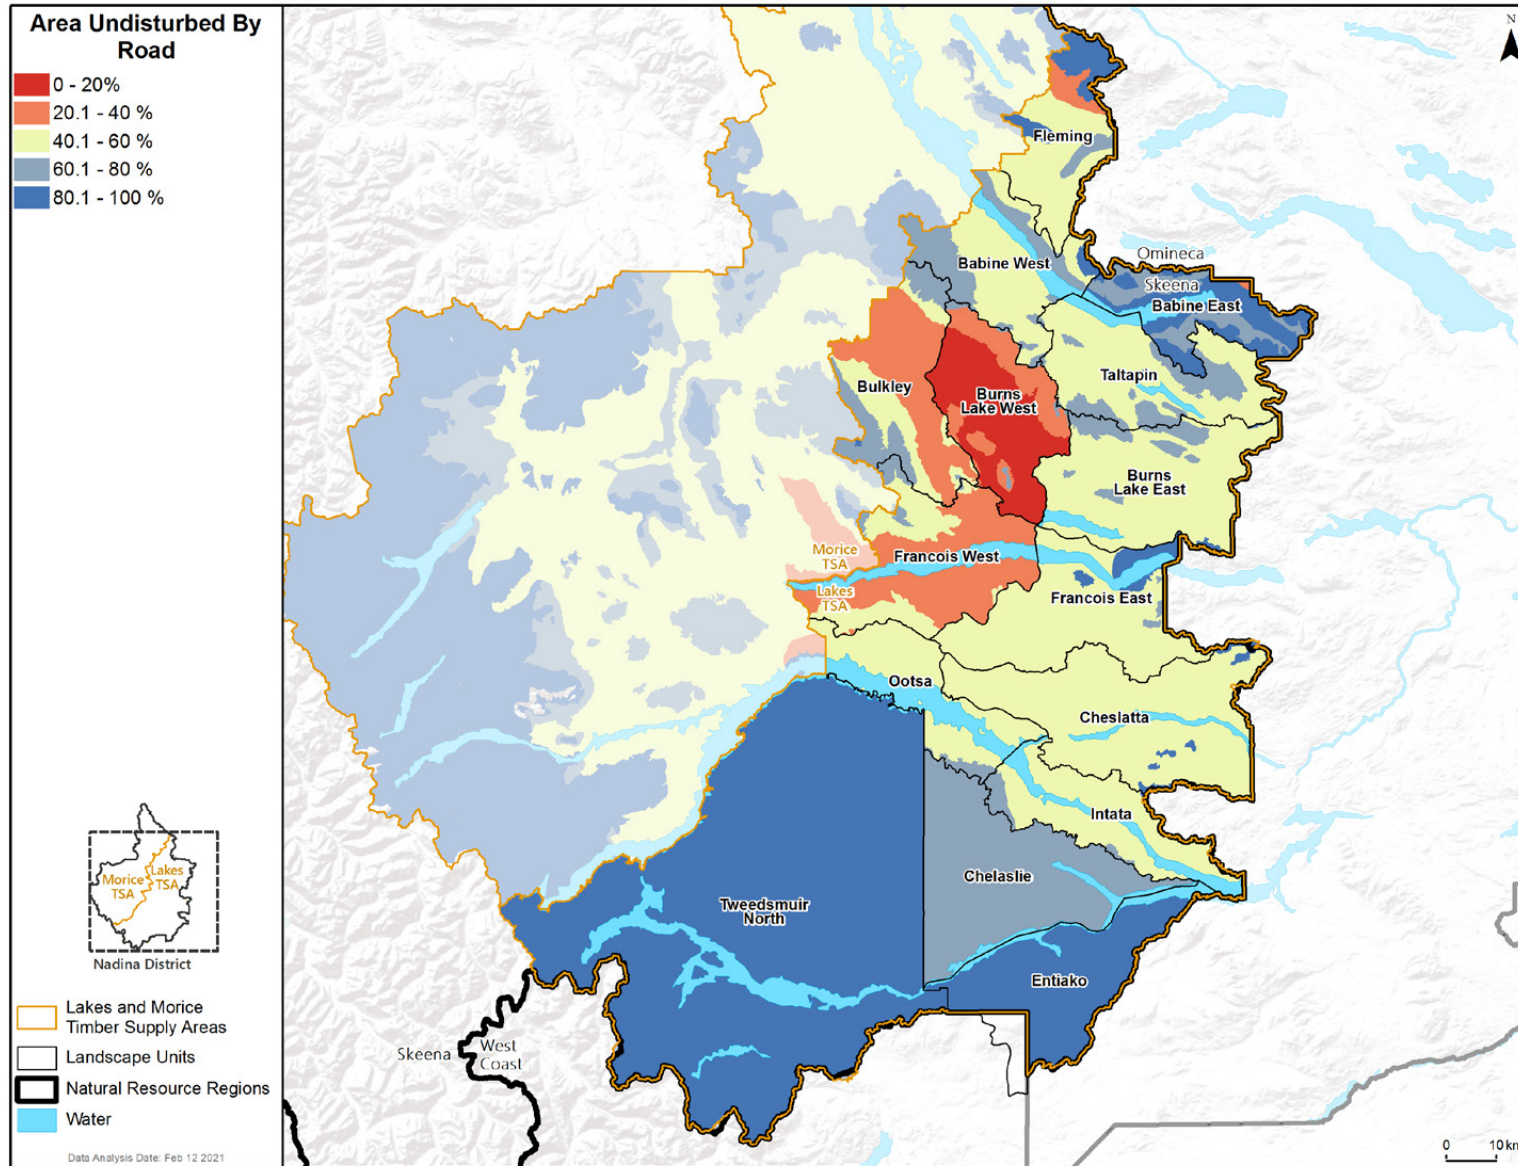 Area Undisturbed By
Road
0 - 20%
20.1 - 40 %
40.1 - 60 %
60.1 - 80 %
80.1 - 100 %
N
Fleming
Omineca
Skeena
Babine West
Babine East
Taltapin
Bulkley
Burns
Lake West
Burns
Lake East
Morice
TSA
Francois West
Lakes
TSA
Francois East
Ootsa
Cheslatta
Intata
Chelaslie
Tweedsmuir
North
Entiako
Morice
TSA
Lakes
TSA
Nadina District
Lakes and Morice
Timber Supply Areas
Landscape Units
Natural Resource Regions
Water
Skeena
West
Coast
Data Analysis Date: Feb 12 2021
0 10 km